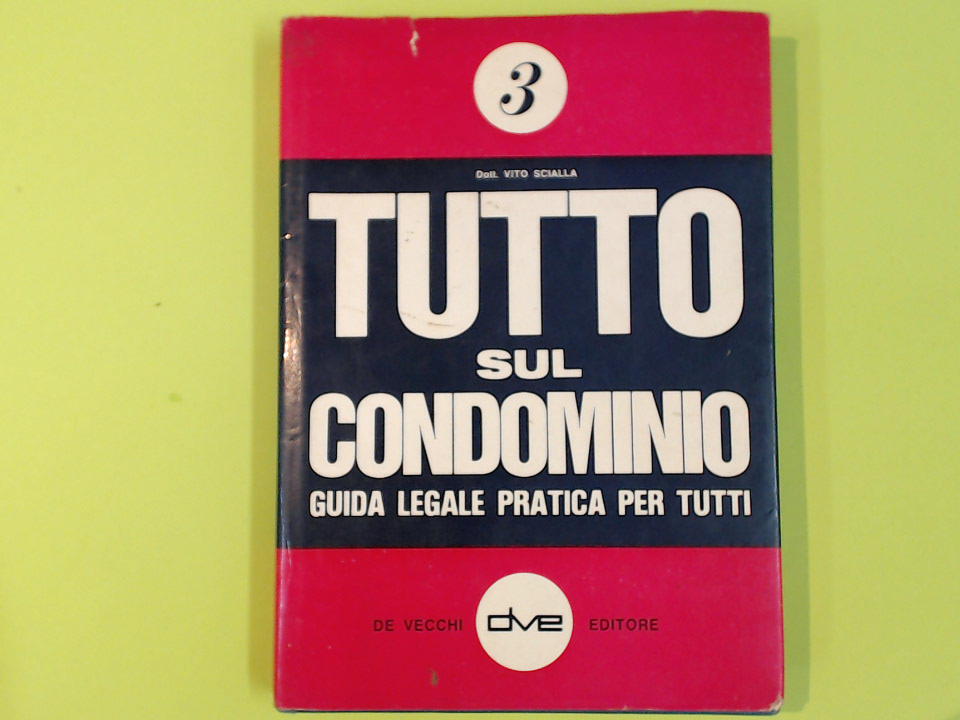 3
Dott. VITO SCIALLA
TUTTO
SUL
CONDOMINIO
GUIDA LEGALE PRATICA PER TUTTI
DE VECCHI dve EDITORE